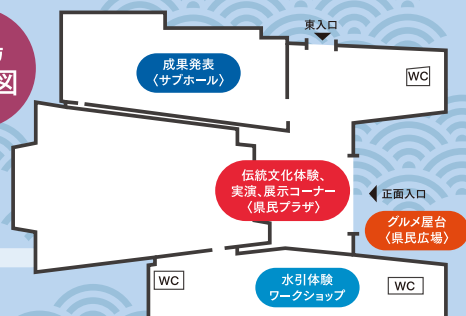 図
東入口
成果発表
〈サブホール〉
WC
伝統文化体験、
実演、展示コーナー
〈県民プラザ〉
正面入口
グルメ屋台
〈県民広場〉
WC
水引体験
ワークショップ
WC